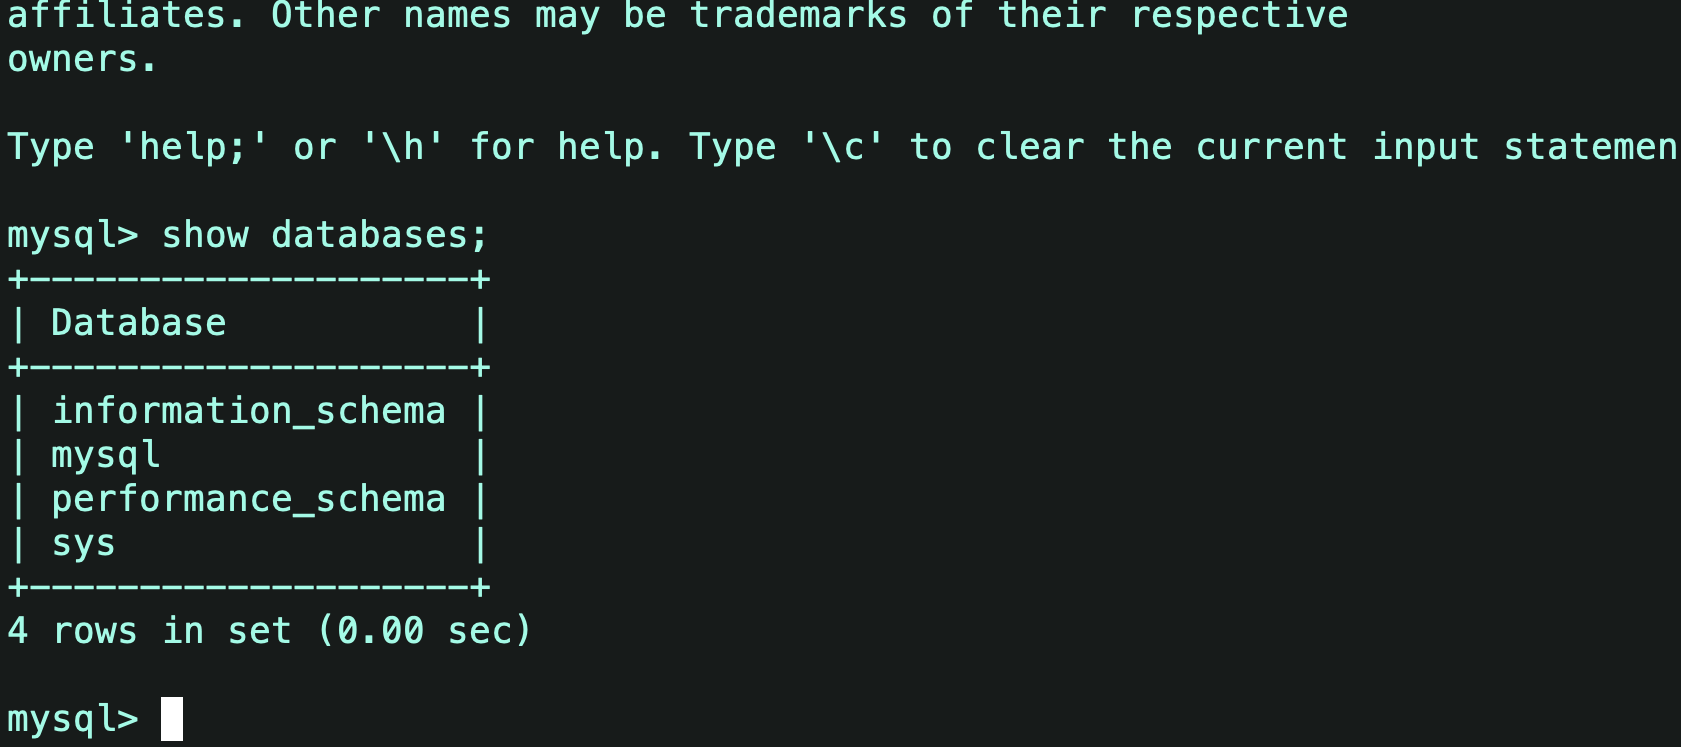 affiliates. Other names may be trademarks of their respective
owners.
Type 'help;' or '\h' for help. Type '\c' to clear the current input statemen
mysql> show databases;
+--------------------+
| Database           |
+--------------------+
| information_schema |
| mysql              |
| performance_schema |
| sys                |
+--------------------+
4 rows in set (0.00 sec)
mysql>